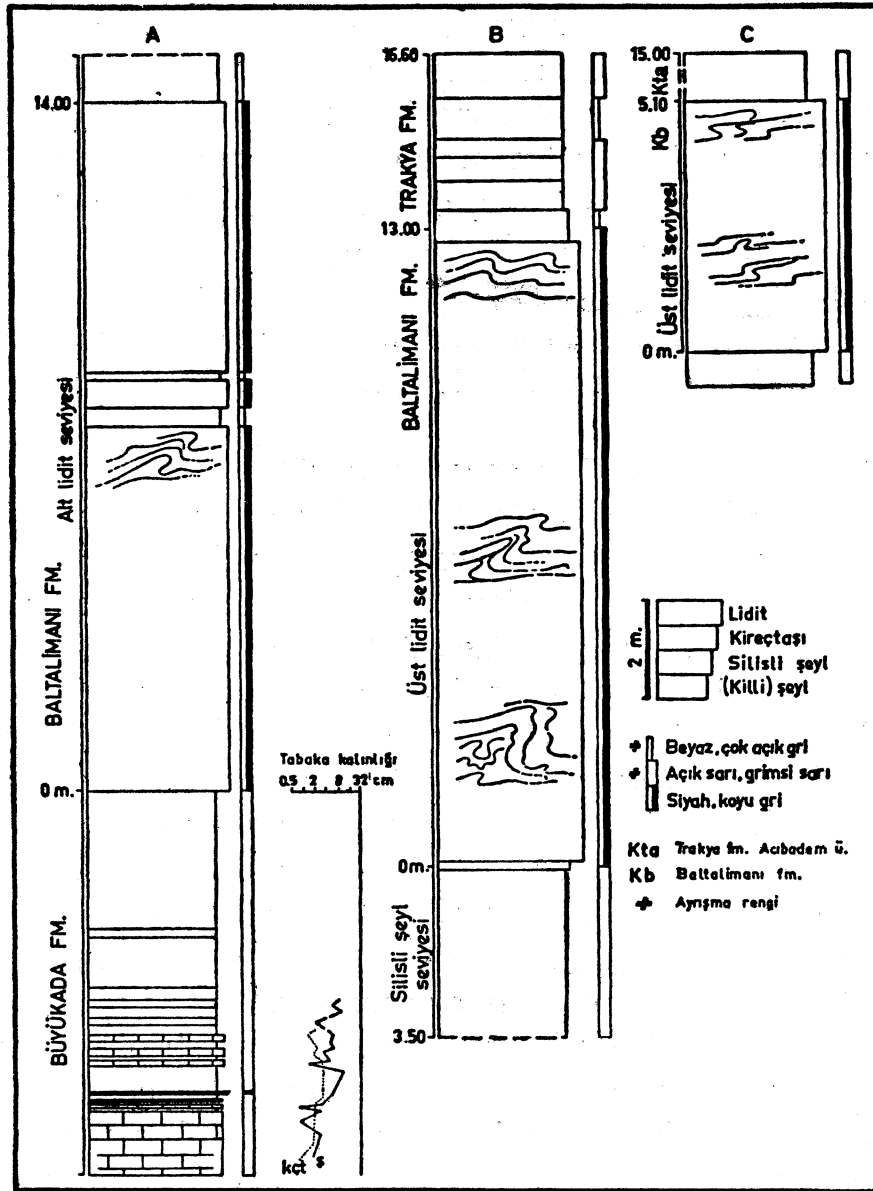 A
14.00
Alt lidit seviyesi
BALTALİMANI FM.
0 m.
BÜYÜKADA FM.
Tabaka kalınlığı
0.5 2 8 32 cm
kçt ş
B
16.60
TRAKYA FM.
13.00
BALTALİMANI FM.
Üst lidit seviyesi
0m.
Silisli şeyl
seviyesi
3.50
C
15.00
Kta
5.10
Kb
Üst lidit seviyesi
0 m.
2 m.
Lidit
Kireçtaşı
Silisli şeyl
(Killi) şeyl
+ Beyaz, çok açık gri
+ Açık sarı, grimsi sarı
Siyah, koyu gri
Kta Trakya fm. Acıbadem ü.
Kb Baltalimanı fm.
+ Ayrışma rengi